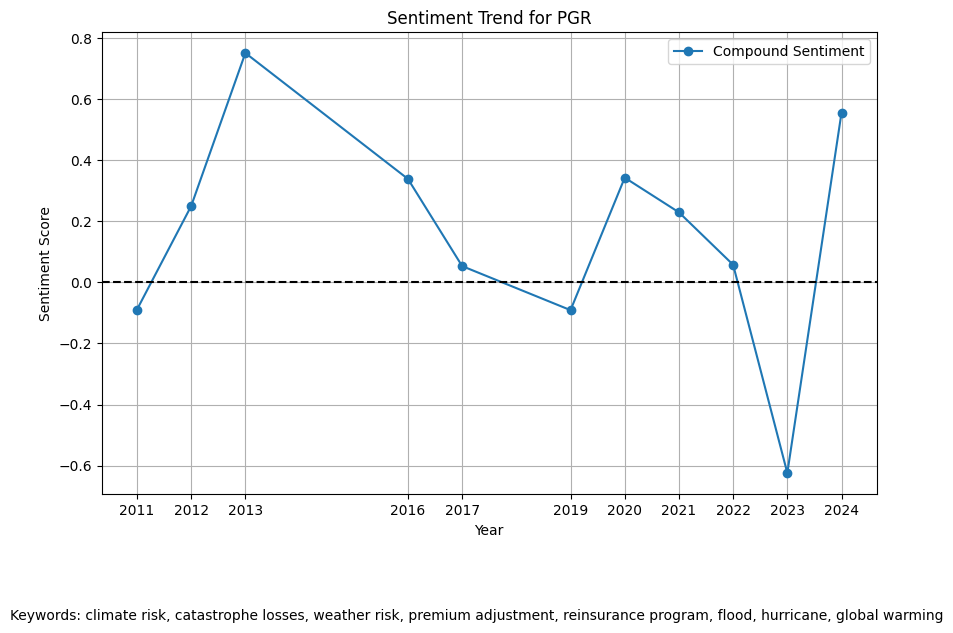 Sentiment Trend for PGR
Compound Sentiment
0.8
0.6
0.4
0.2
0.0
−0.2
−0.4
−0.6
Sentiment Score
2011 2012 2013 2016 2017 2019 2020 2021 2022 2023 2024
Year
Keywords: climate risk, catastrophe losses, weather risk, premium adjustment, reinsurance program, flood, hurricane, global warming